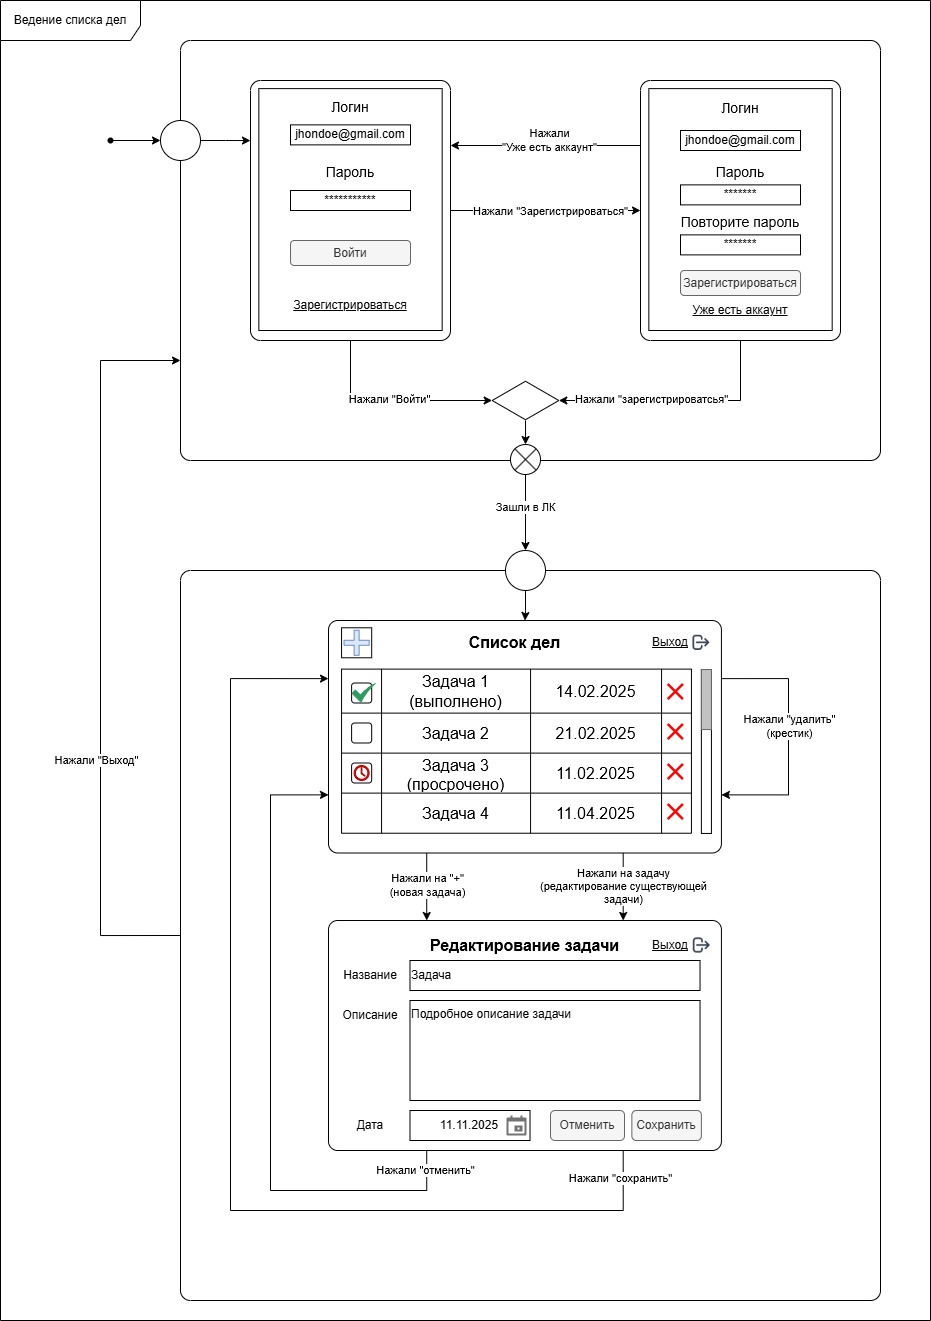 Ведение списка дел
Логин
jhondoe@gmail.com
Пароль
***********
Войти
Зарегистрироваться
Нажали
"Уже есть аккаунт"
Нажали "Зарегистрироваться"
Логин
jhondoe@gmail.com
Пароль
*******
Повторите пароль
*******
Зарегистрироваться
Уже есть аккаунт
Нажали "Войти"
Нажали "зарегистрироваться"
Зашли в ЛК
Список дел
Выход
Задача 1
(выполнено)
14.02.2025
Задача 2
21.02.2025
Задача 3
(просрочено)
11.02.2025
Задача 4
11.04.2025
Нажали "удалить"
(крестик)
Нажали "Выход"
Нажали на "+"
(новая задача)
Нажали на задачу
(редактирование существующей
задачи)
Редактирование задачи
Выход
Название
Задача
Описание
Подробное описание задачи
Дата
11.11.2025
Отменить
Сохранить
Нажали "отменить"
Нажали "сохранить"